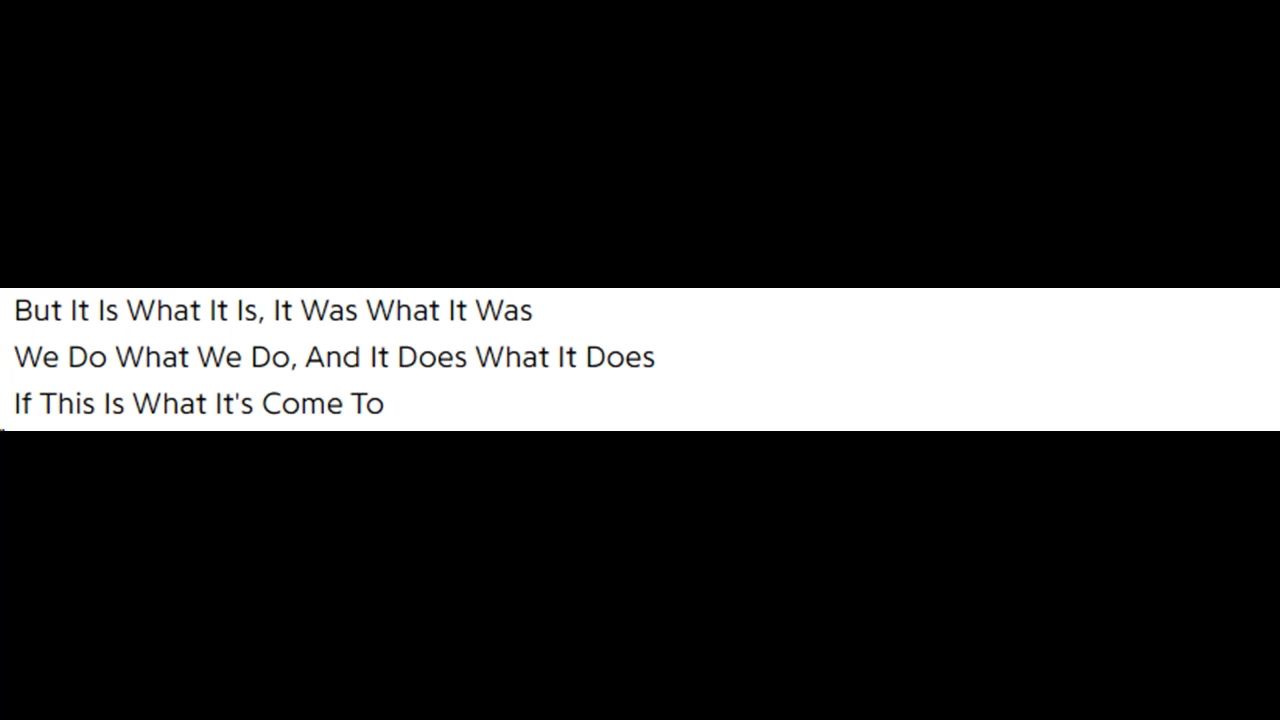 But It Is What It Is, It Was What It Was
We Do What We Do, And It Does What It Does
If This Is What It's Come To